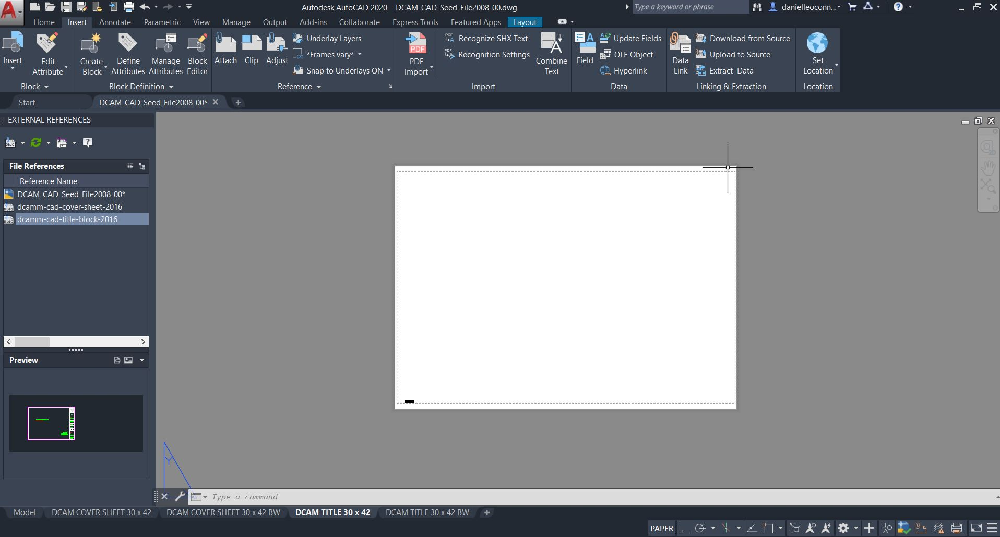 Autodesk AutoCAD 2020 DCAM_CAD_Seed_File2008_00.dwg
Type a keyword or phrase
danielleoconn...
Home Insert Annotate Parametric View Manage Output Add-ins Collaborate Express Tools Featured Apps Layout
Insert
Edit
Attribute
Block
Create
Block
Define
Attributes
Manage
Attributes
Block
Editor
Block Definition
Attach
Clip
Adjust
Underlay Layers
*Frames vary*
Snap to Underlays ON
Reference
PDF
PDF
Import
PDF
Recognize SHX Text
PDF
Recognition Settings
Combine
Text
Import
Field
Update Fields
OLE Object
Hyperlink
Data
Data
Link
Download from Source
Upload to Source
Extract Data
Linking & Extraction
Set
Location
Location
Start
DCAM_CAD_Seed_File2008_00*
EXTERNAL REFERENCES
DWG
File References
Reference Name
DCAM_CAD_Seed_File2008_00*
DWG dcamm-cad-cover-sheet-2016
DWG dcamm-cad-title-block-2016
Preview
2D
Y
Type a command
Model DCAM COVER SHEET 30 x 42 DCAM COVER SHEET 30 x 42 BW DCAM TITLE 30 x 42 DCAM TITLE 30 x 42 BW
PAPER